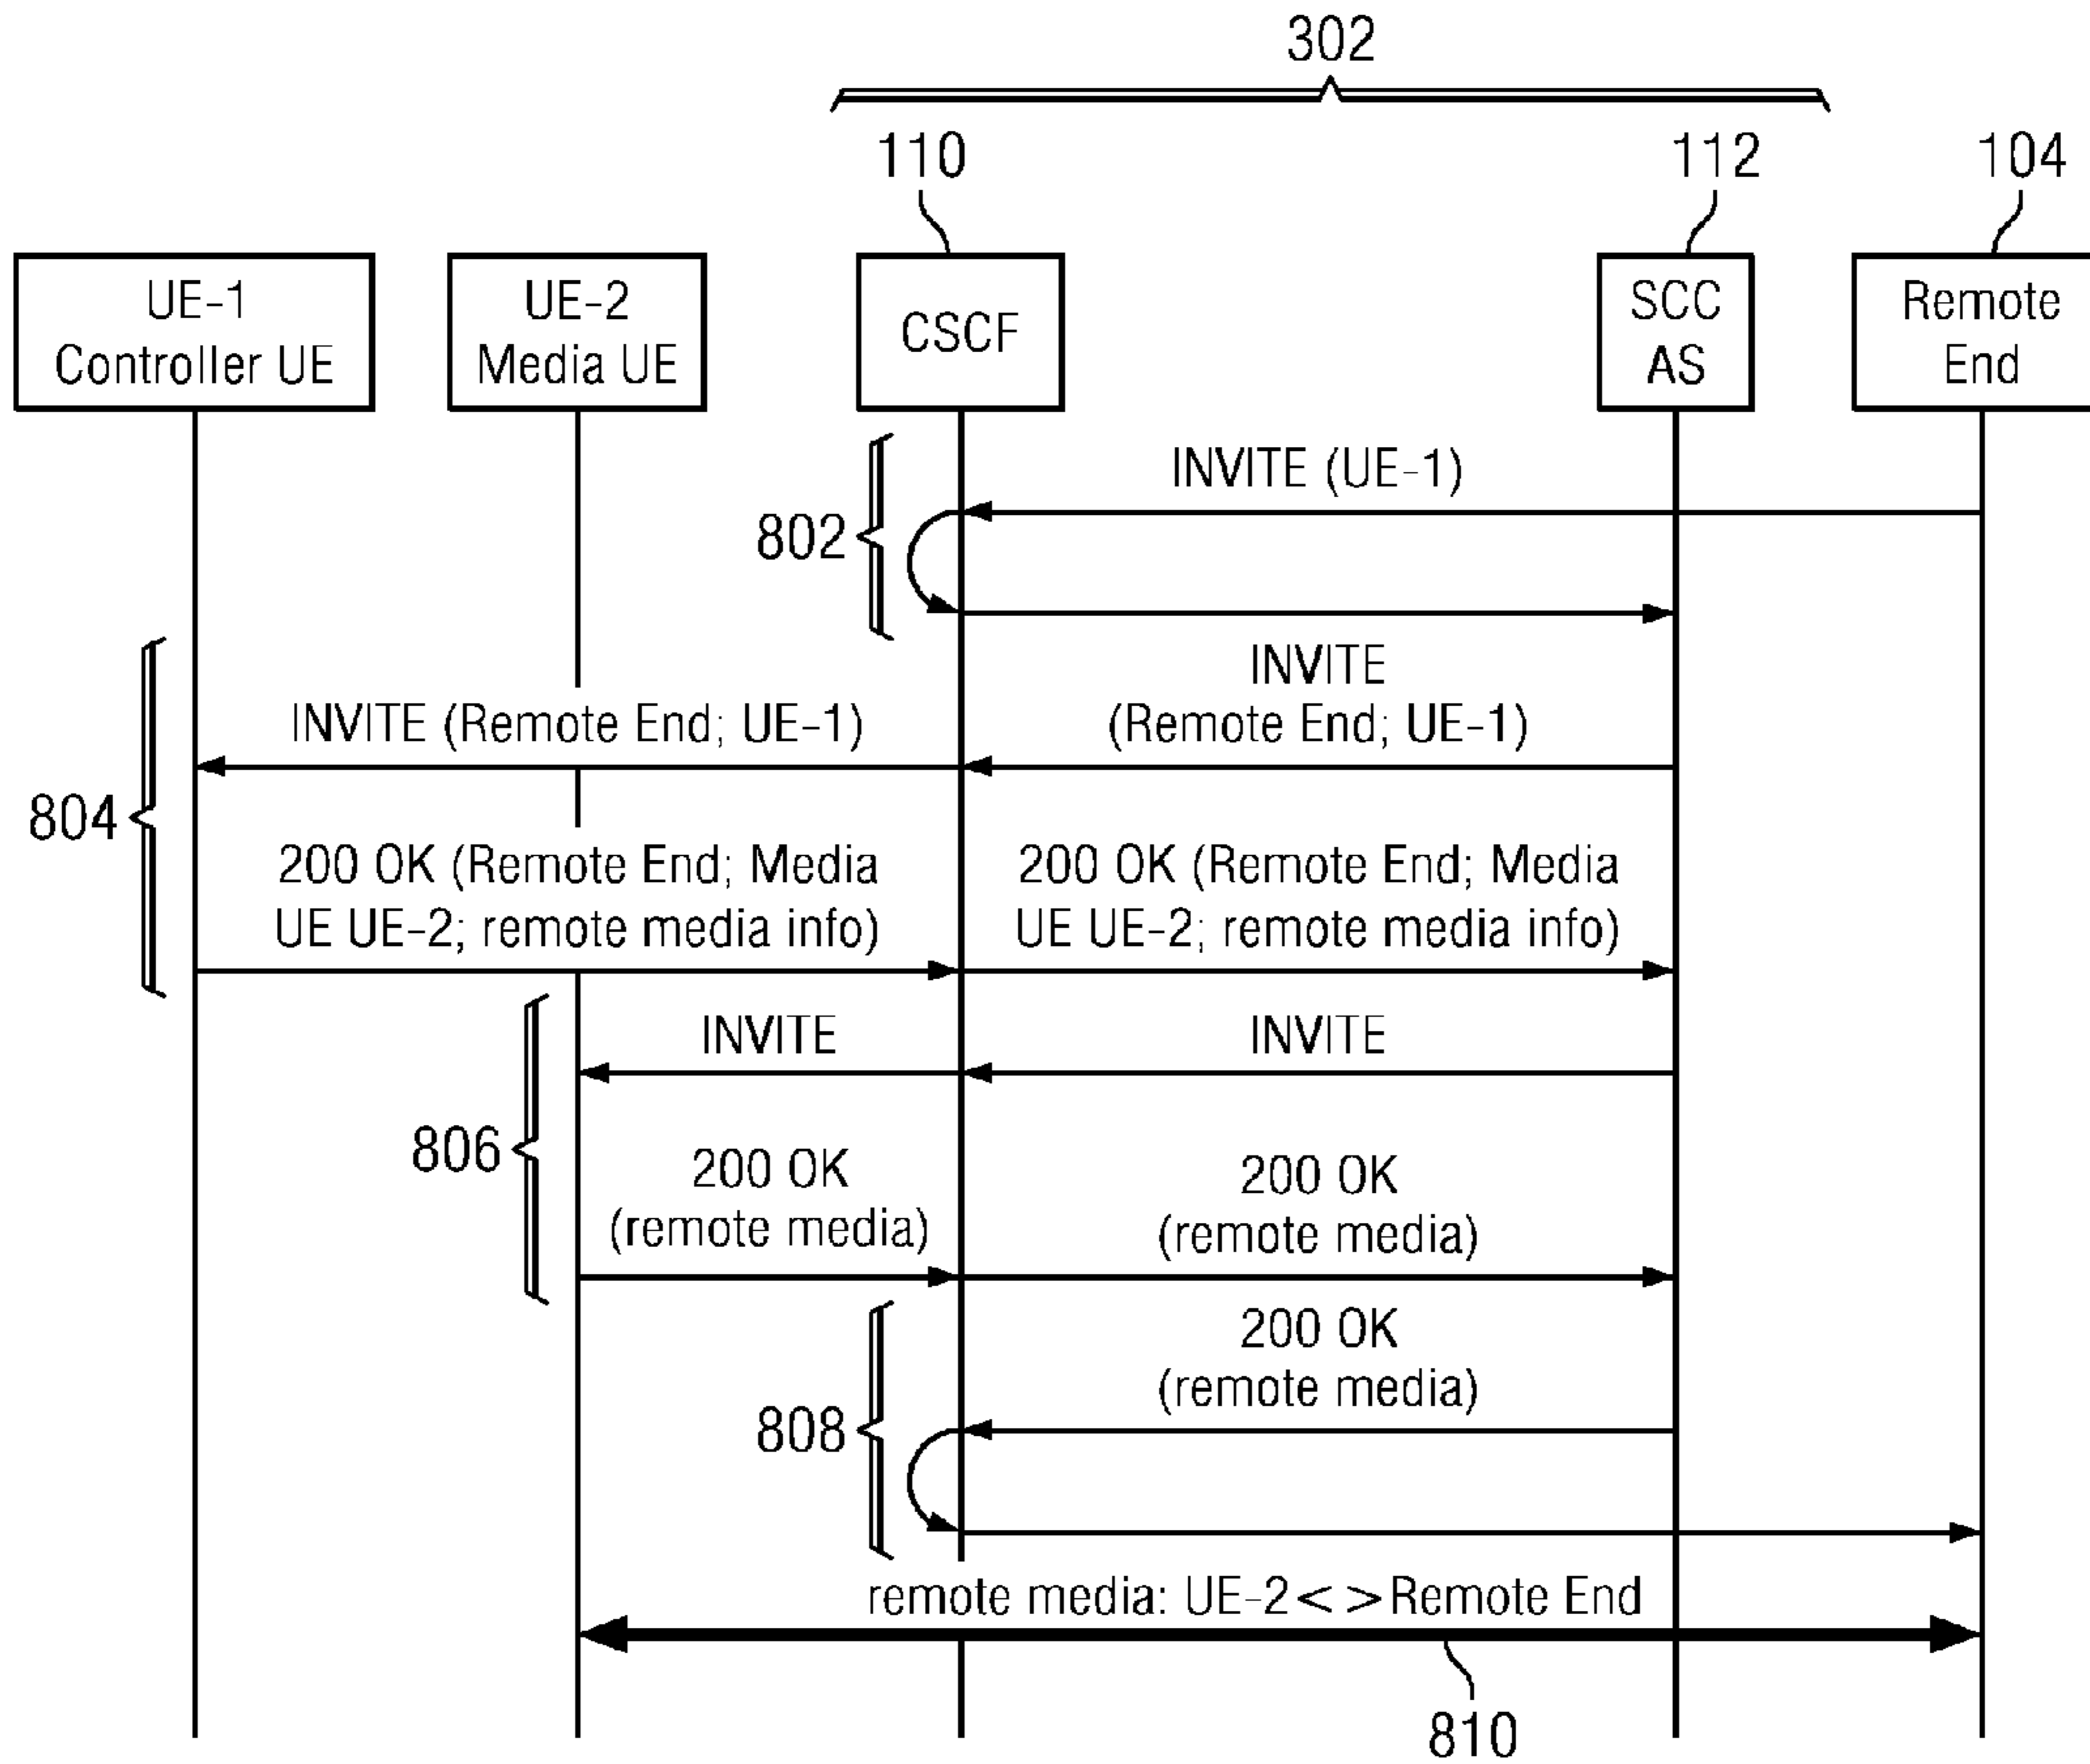 302
110
112
104
UE-1
Controller UE
UE-2
Media UE
CSCF
SCC
AS
Remote
End
INVITE (UE-1)
802
INVITE
(Remote End; UE-1)
INVITE (Remote End; UE-1)
804
200 OK (Remote End; Media
UE UE-2; remote media info)
200 OK (Remote End; Media
UE UE-2; remote media info)
INVITE
INVITE
806
200 OK
(remote media)
200 OK
(remote media)
200 OK
(remote media)
808
remote media: UE-2< >Remote End
810